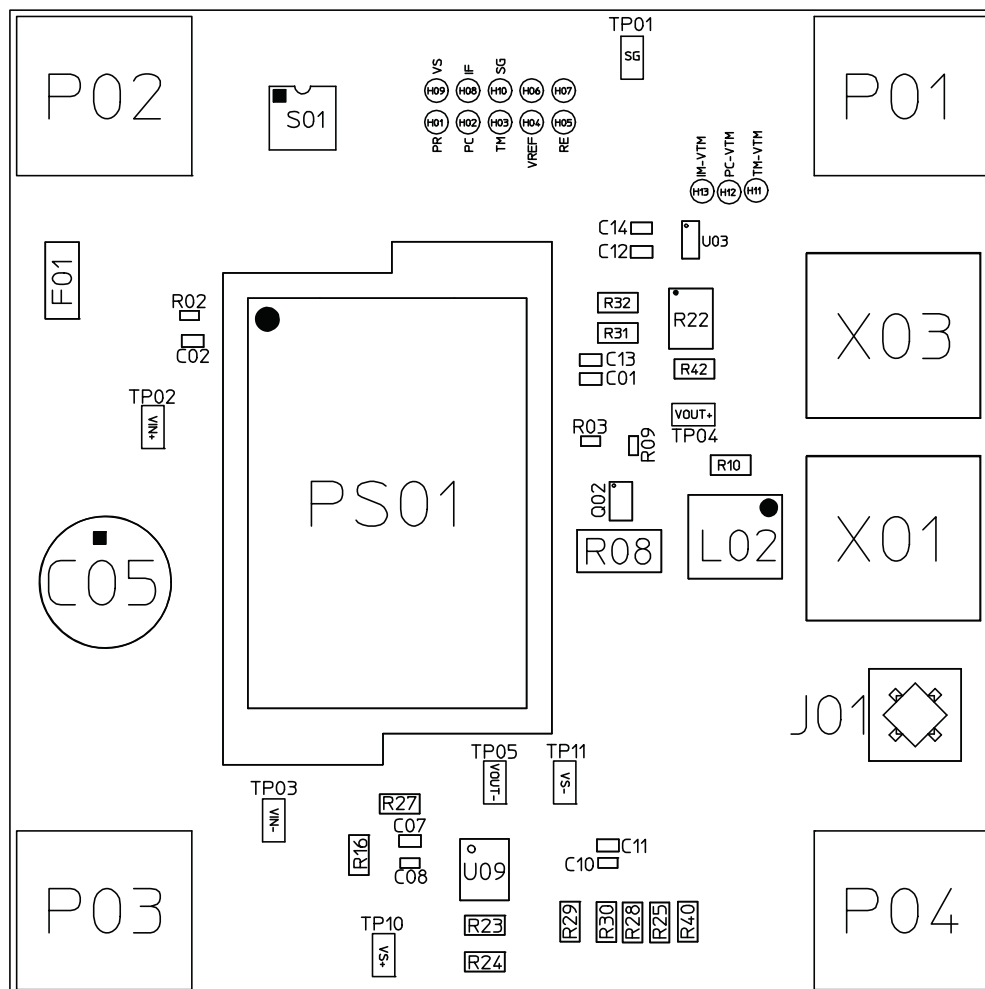 TP01
SG
P02
P01
VS
IF
SG
S01
H09
H08
H10
H06
H07
H01
H02
H03
H04
H05
PR
PC
TM
VREF
RE
IM-VTM
PC-VTM
TM-VTM
H13
H12
H11
C14
U03
C12
F01
R02
C02
R32
R22
R31
X03
C13
R42
C01
TP02
VIN+
VOUT+
TP04
R03
R09
R10
PS01
Q02
R08
L02
X01
C05
J01
TP05
VOUT-
TP11
VS-
TP03
VIN-
R27
C07
R16
C08
U09
C11
C10
P03
P04
R23
R24
TP10
VS+
R29
R30
R28
R25
R40